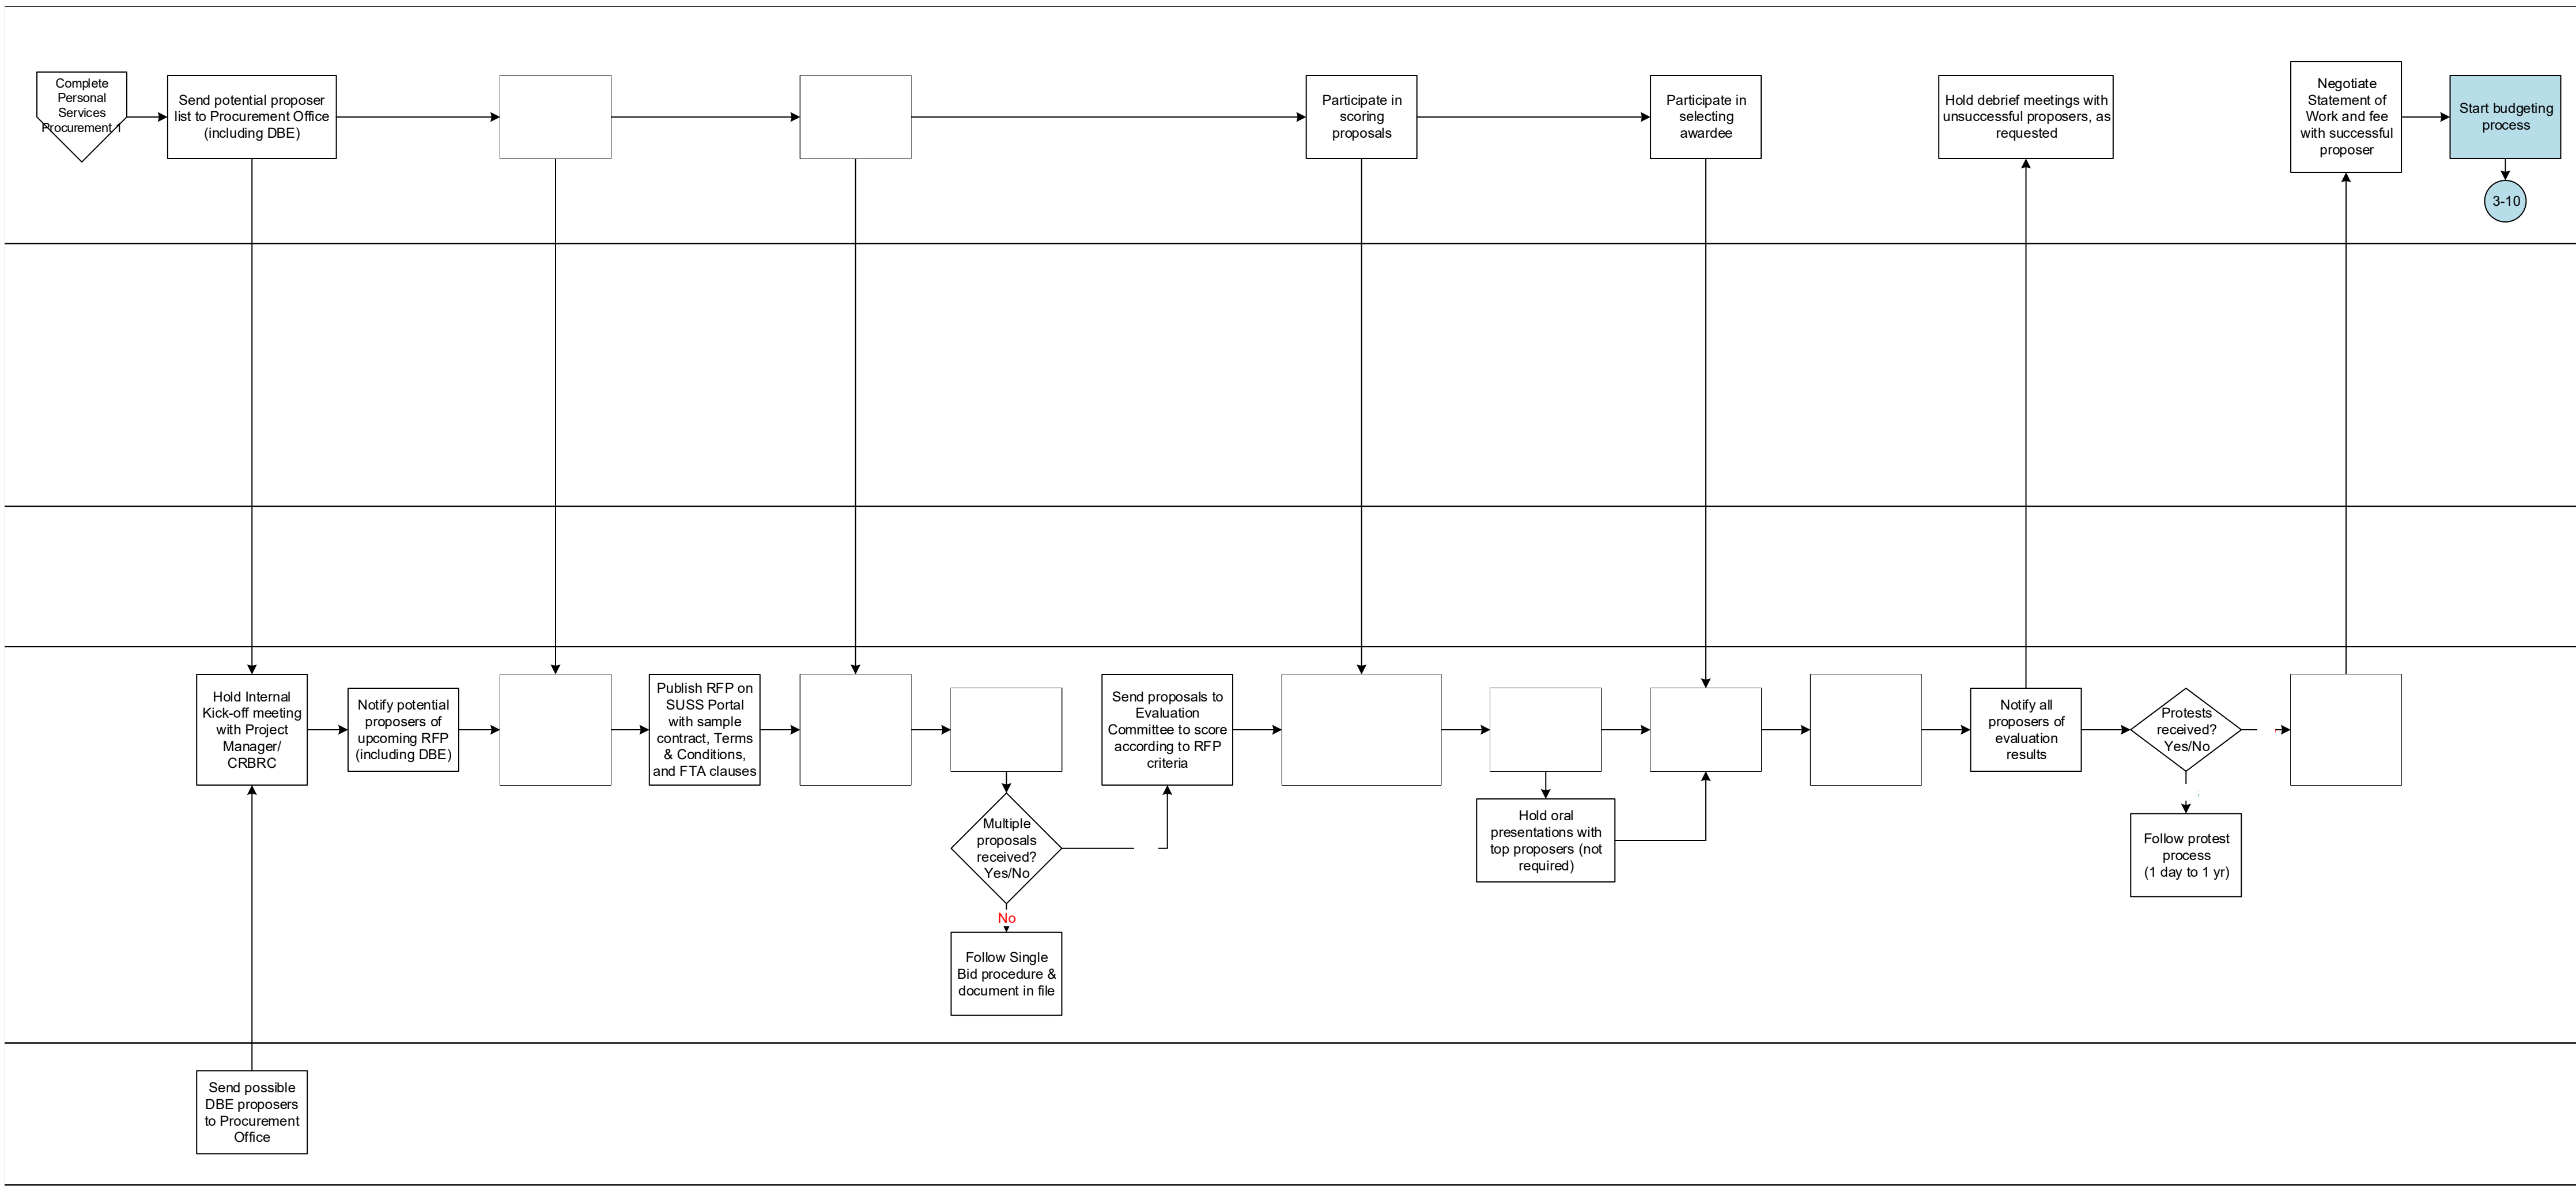 Complete
Personal
Services
Procurement 1
Send potential proposer
list to Procurement Office
(including DBE)
Participate in
scoring
proposals
Participate in
selecting
awardee
Hold debrief meetings with
unsuccessful proposers, as
requested
Negotiate
Statement of
Work and fee
with successful
proposer
Start budgeting
process
3-10
Hold Internal
Kick-off meeting
with Project
Manager/
CRBRC
Notify potential
proposers of
upcoming RFP
(including DBE)
Publish RFP on
SUSS Portal
with sample
contract, Terms
& Conditions,
and FTA clauses
Send proposals to
Evaluation
Committee to score
according to RFP
criteria
Notify all
proposers of
evaluation
results
Protests
received?
Yes/No
Multiple
proposals
received?
Yes/No
No
Follow Single
Bid procedure &
document in file
Hold oral
presentations with
top proposers (not
required)
Follow protest
process
(1 day to 1 yr)
Send possible
DBE proposers
to Procurement
Office